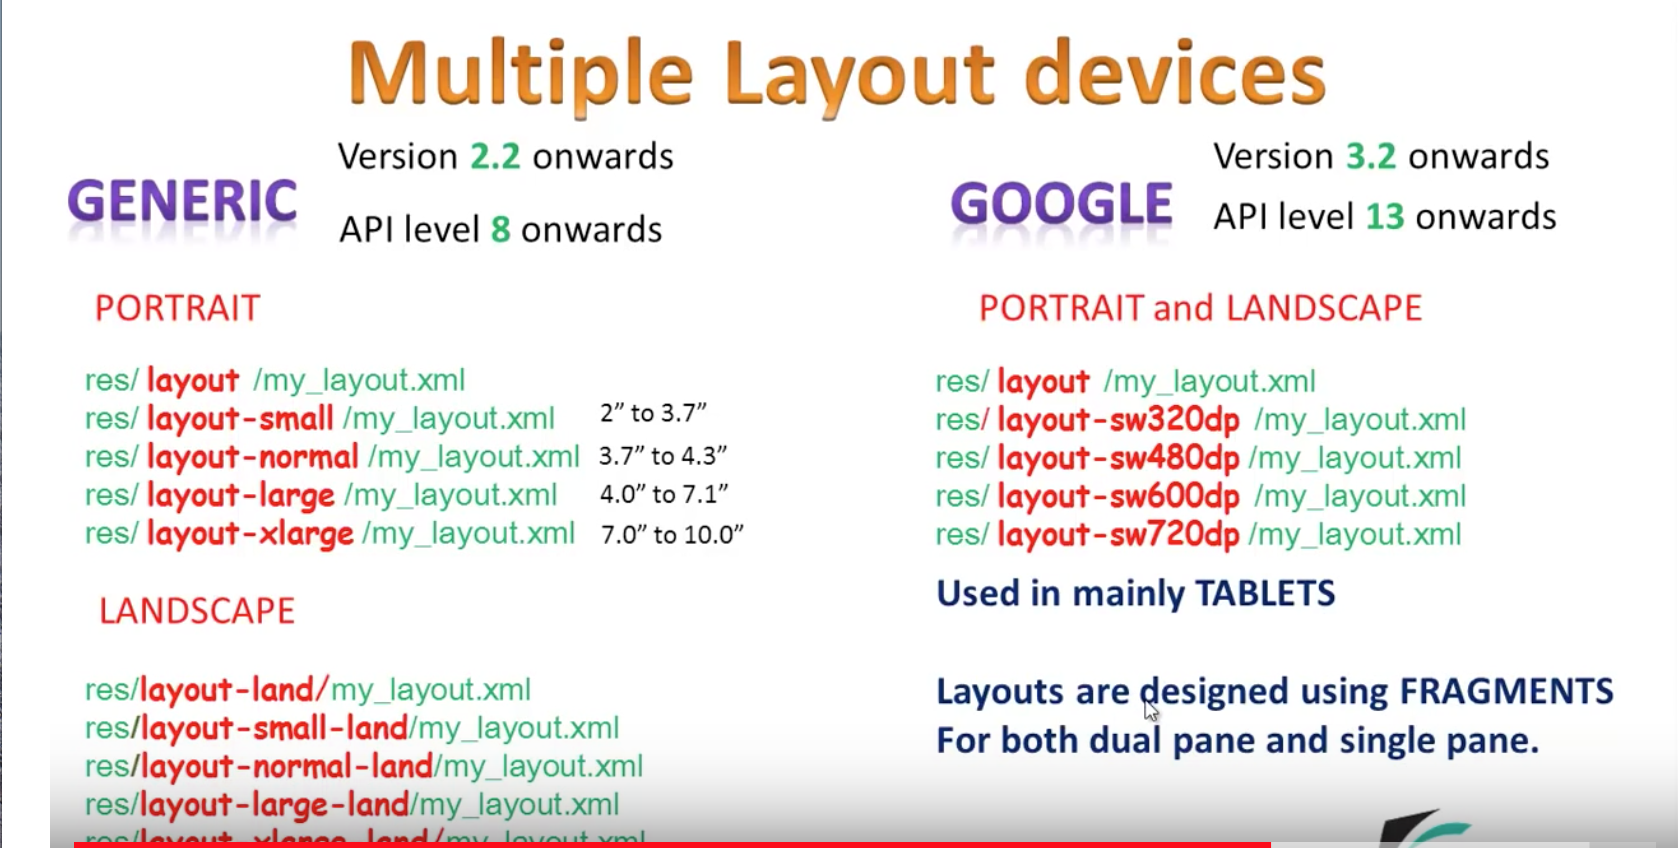 Multiple Layout devices
GENERIC
Version 2.2 onwards
API level 8 onwards
PORTRAIT
res/ layout /my_layout.xml
res/ layout-small /my_layout.xml 2” to 3.7”
res/ layout-normal /my_layout.xml 3.7” to 4.3”
res/ layout-large /my_layout.xml 4.0” to 7.1”
res/ layout-xlarge /my_layout.xml 7.0” to 10.0”
LANDSCAPE
res/layout-land/my_layout.xml
res/layout-small-land/my_layout.xml
res/layout-normal-land/my_layout.xml
res/layout-large-land/my_layout.xml
res/layout-xlarge-land/my_layout.xml
GOOGLE
Version 3.2 onwards
API level 13 onwards
PORTRAIT and LANDSCAPE
res/ layout /my_layout.xml
res/ layout-sw320dp /my_layout.xml
res/ layout-sw480dp /my_layout.xml
res/ layout-sw600dp /my_layout.xml
res/ layout-sw720dp /my_layout.xml
Used in mainly TABLETS
Layouts are designed using FRAGMENTS
For both dual pane and single pane.